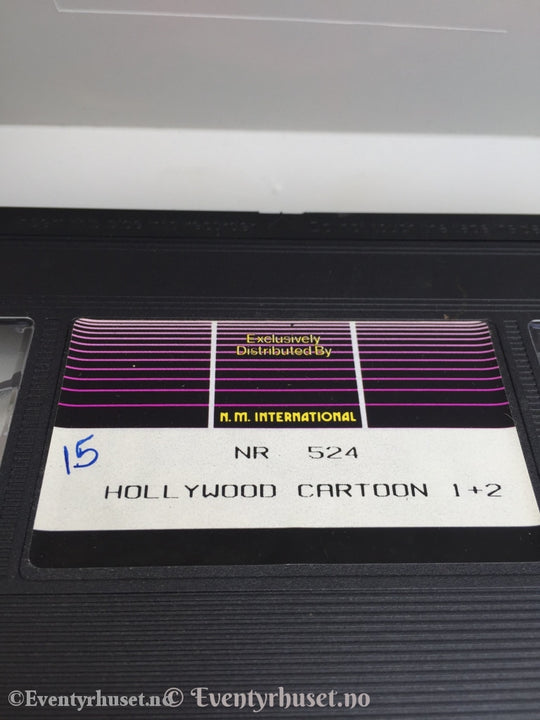 Exclusively
Distributed By
N. M. INTERNATIONAL
15
NR 524
HOLLYWOOD CARTOON 1+2
©Eventyrhuset.no
© Eventyrhuset.no